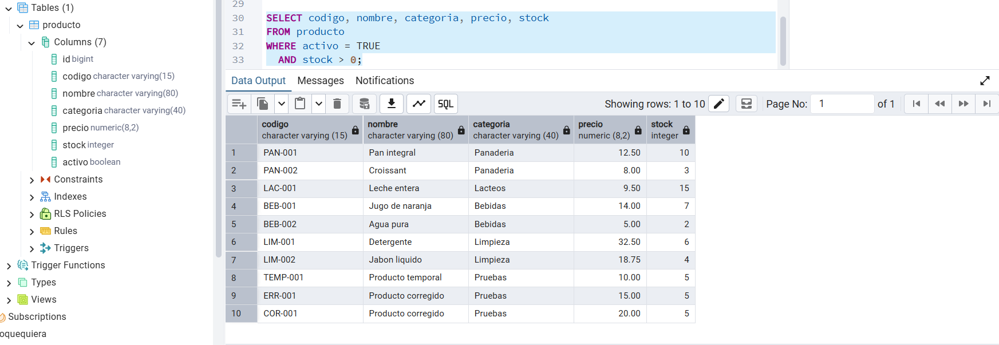 Tables (1)
producto
Columns (7)
id bigint
codigo character varying(15)
nombre character varying(80)
categoria character varying(40)
precio numeric(8,2)
stock integer
activo boolean
Constraints
Indexes
RLS Policies
Rules
Triggers
Trigger Functions
Types
Views
Subscriptions
oquequiera
29
30 SELECT codigo, nombre, categoria, precio, stock
31 FROM producto
32 WHERE activo = TRUE
33 AND stock > 0;
Data Output Messages Notifications
SQL Showing rows: 1 to 10 Page No: 1 of 1
codigo nombre categoria precio stock
character varying (15) character varying (80) character varying (40) numeric (8,2) integer
1 PAN-001 Pan integral Panaderia 12.50 10
2 PAN-002 Croissant Panaderia 8.00 3
3 LAC-001 Leche entera Lacteos 9.50 15
4 BEB-001 Jugo de naranja Bebidas 14.00 7
5 BEB-002 Agua pura Bebidas 5.00 2
6 LIM-001 Detergente Limpieza 32.50 6
7 LIM-002 Jabon liquido Limpieza 18.75 4
8 TEMP-001 Producto temporal Pruebas 10.00 5
9 ERR-001 Producto corregido Pruebas 15.00 5
10 COR-001 Producto corregido Pruebas 20.00 5